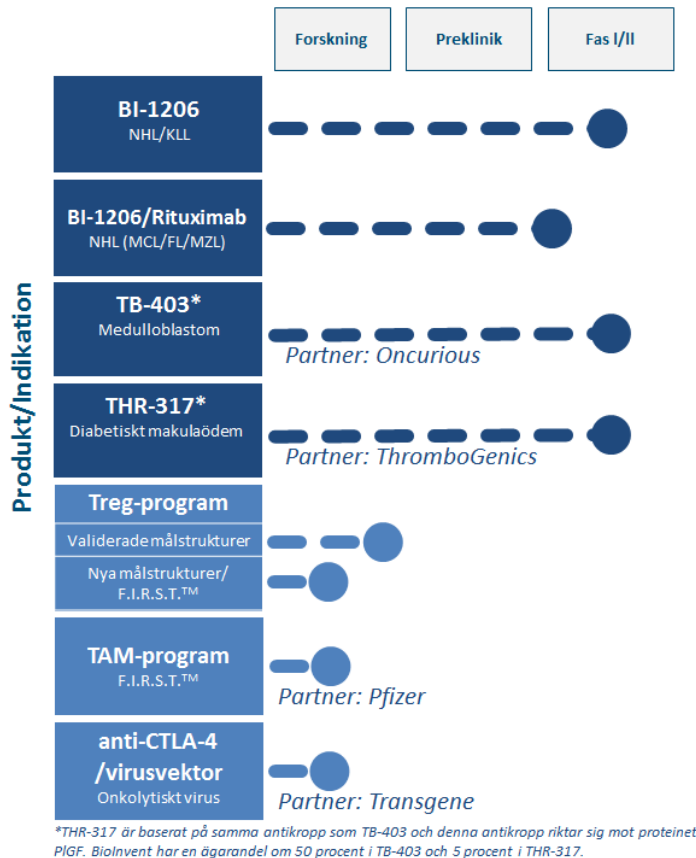 Forskning
Preklinik
Fas l/ll
Produkt/Indikation
BI-1206
NHL/KLL
BI-1206/Rituximab
NHL (MCL/FL/MZL)
TB-403*
Medulloblastom
Partner: Oncurious
THR-317*
Diabetiskt makulaödem
Partner: ThromboGenics
Treg-program
Validerade målstrukturer
Nya målstrukturer/
F.I.R.S.T.™
TAM-program
F.I.R.S.T.™
Partner: Pfizer
anti-CTLA-4
/virusvektor
Onkolytiskt virus
Partner: Transgene
*THR-317 är baserat på samma antikropp som TB-403 och denna antikropp riktar sig mot proteinet
PlGF. BioInvent har en ägarandel om 50 procent i TB-403 och 5 procent i THR-317.